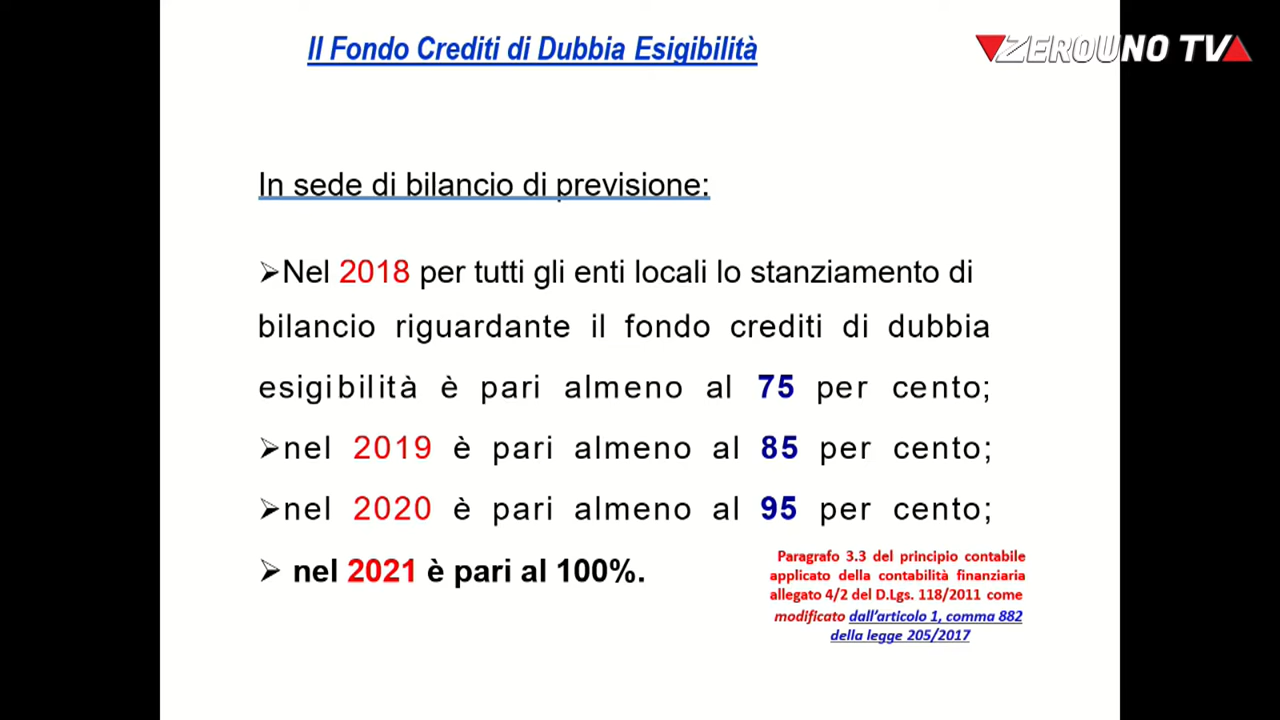 Il Fondo Crediti di Dubbia Esigibilità
ZEROUNO TV
In sede di bilancio di previsione:
➢Nel 2018 per tutti gli enti locali lo stanziamento di
bilancio riguardante il fondo crediti di dubbia
esigibilità è pari almeno al 75 per cento;
➢nel 2019 è pari almeno al 85 per cento;
➢nel 2020 è pari almeno al 95 per cento;
➢ nel 2021 è pari al 100%.
Paragrafo 3.3 del principio contabile
applicato della contabilità finanziaria
allegato 4/2 del D.Lgs. 118/2011 come
modificato dall'articolo 1, comma 882
della legge 205/2017